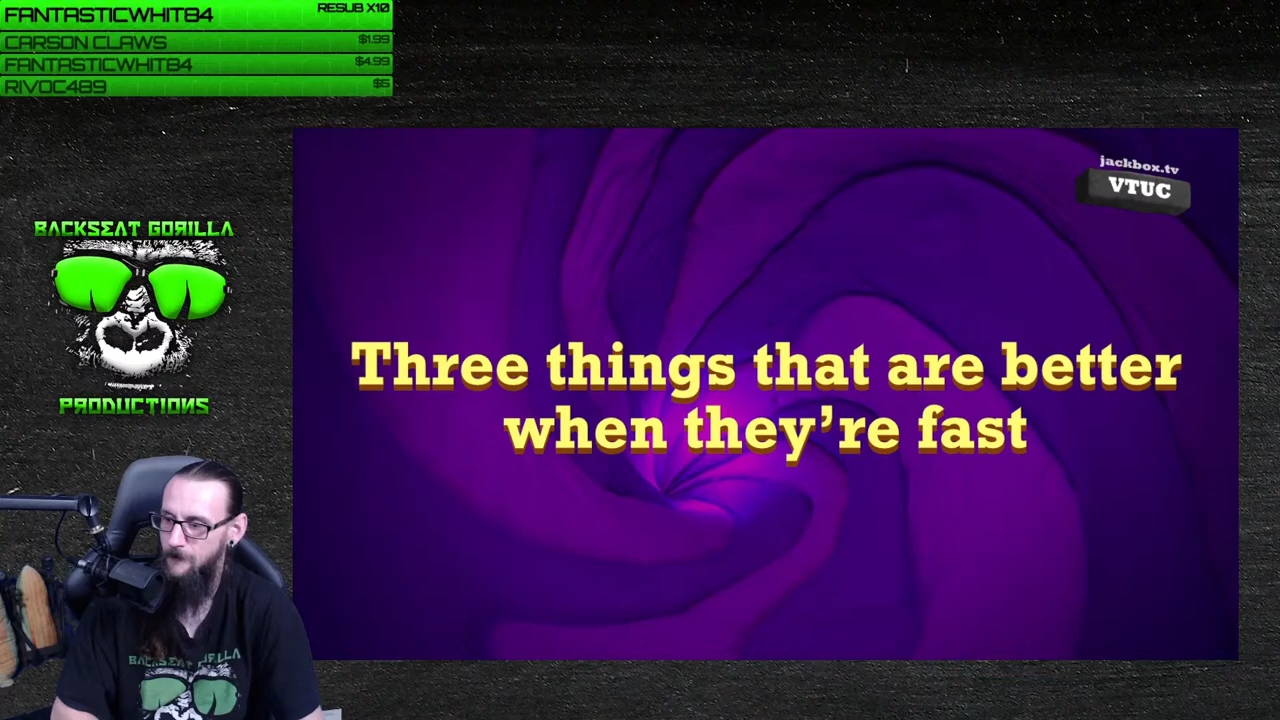 FANTASTICWHIT84 RESUB X10
CARSON CLAWS $1.99
FANTASTICWHIT84 $4.99
RIVOC489 $5
jackbox.tv
VTUC
BACKSEAT GORILLA
PRODUCTIONS
Three things that are better
when they’re fast
BACKSEAT GORILLA